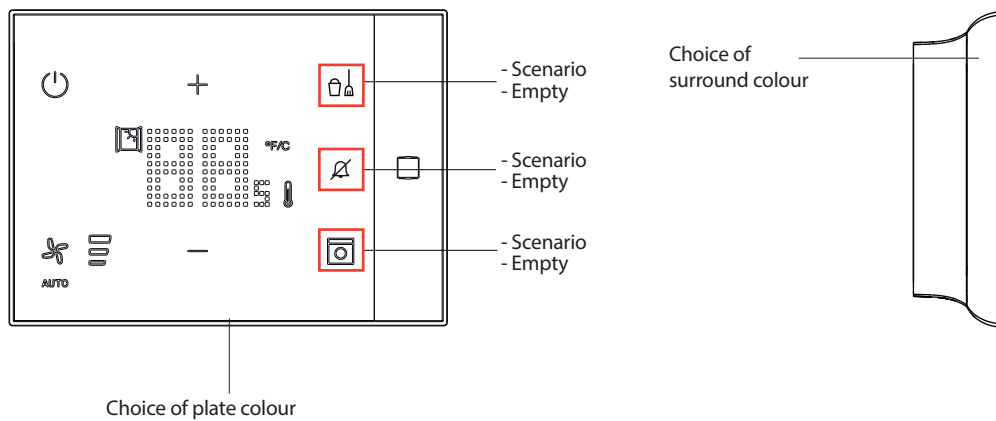 - Scenario
- Empty
Choice of
surround colour
°F/C
- Scenario
- Empty
- Scenario
- Empty
AUTO
Choice of plate colour